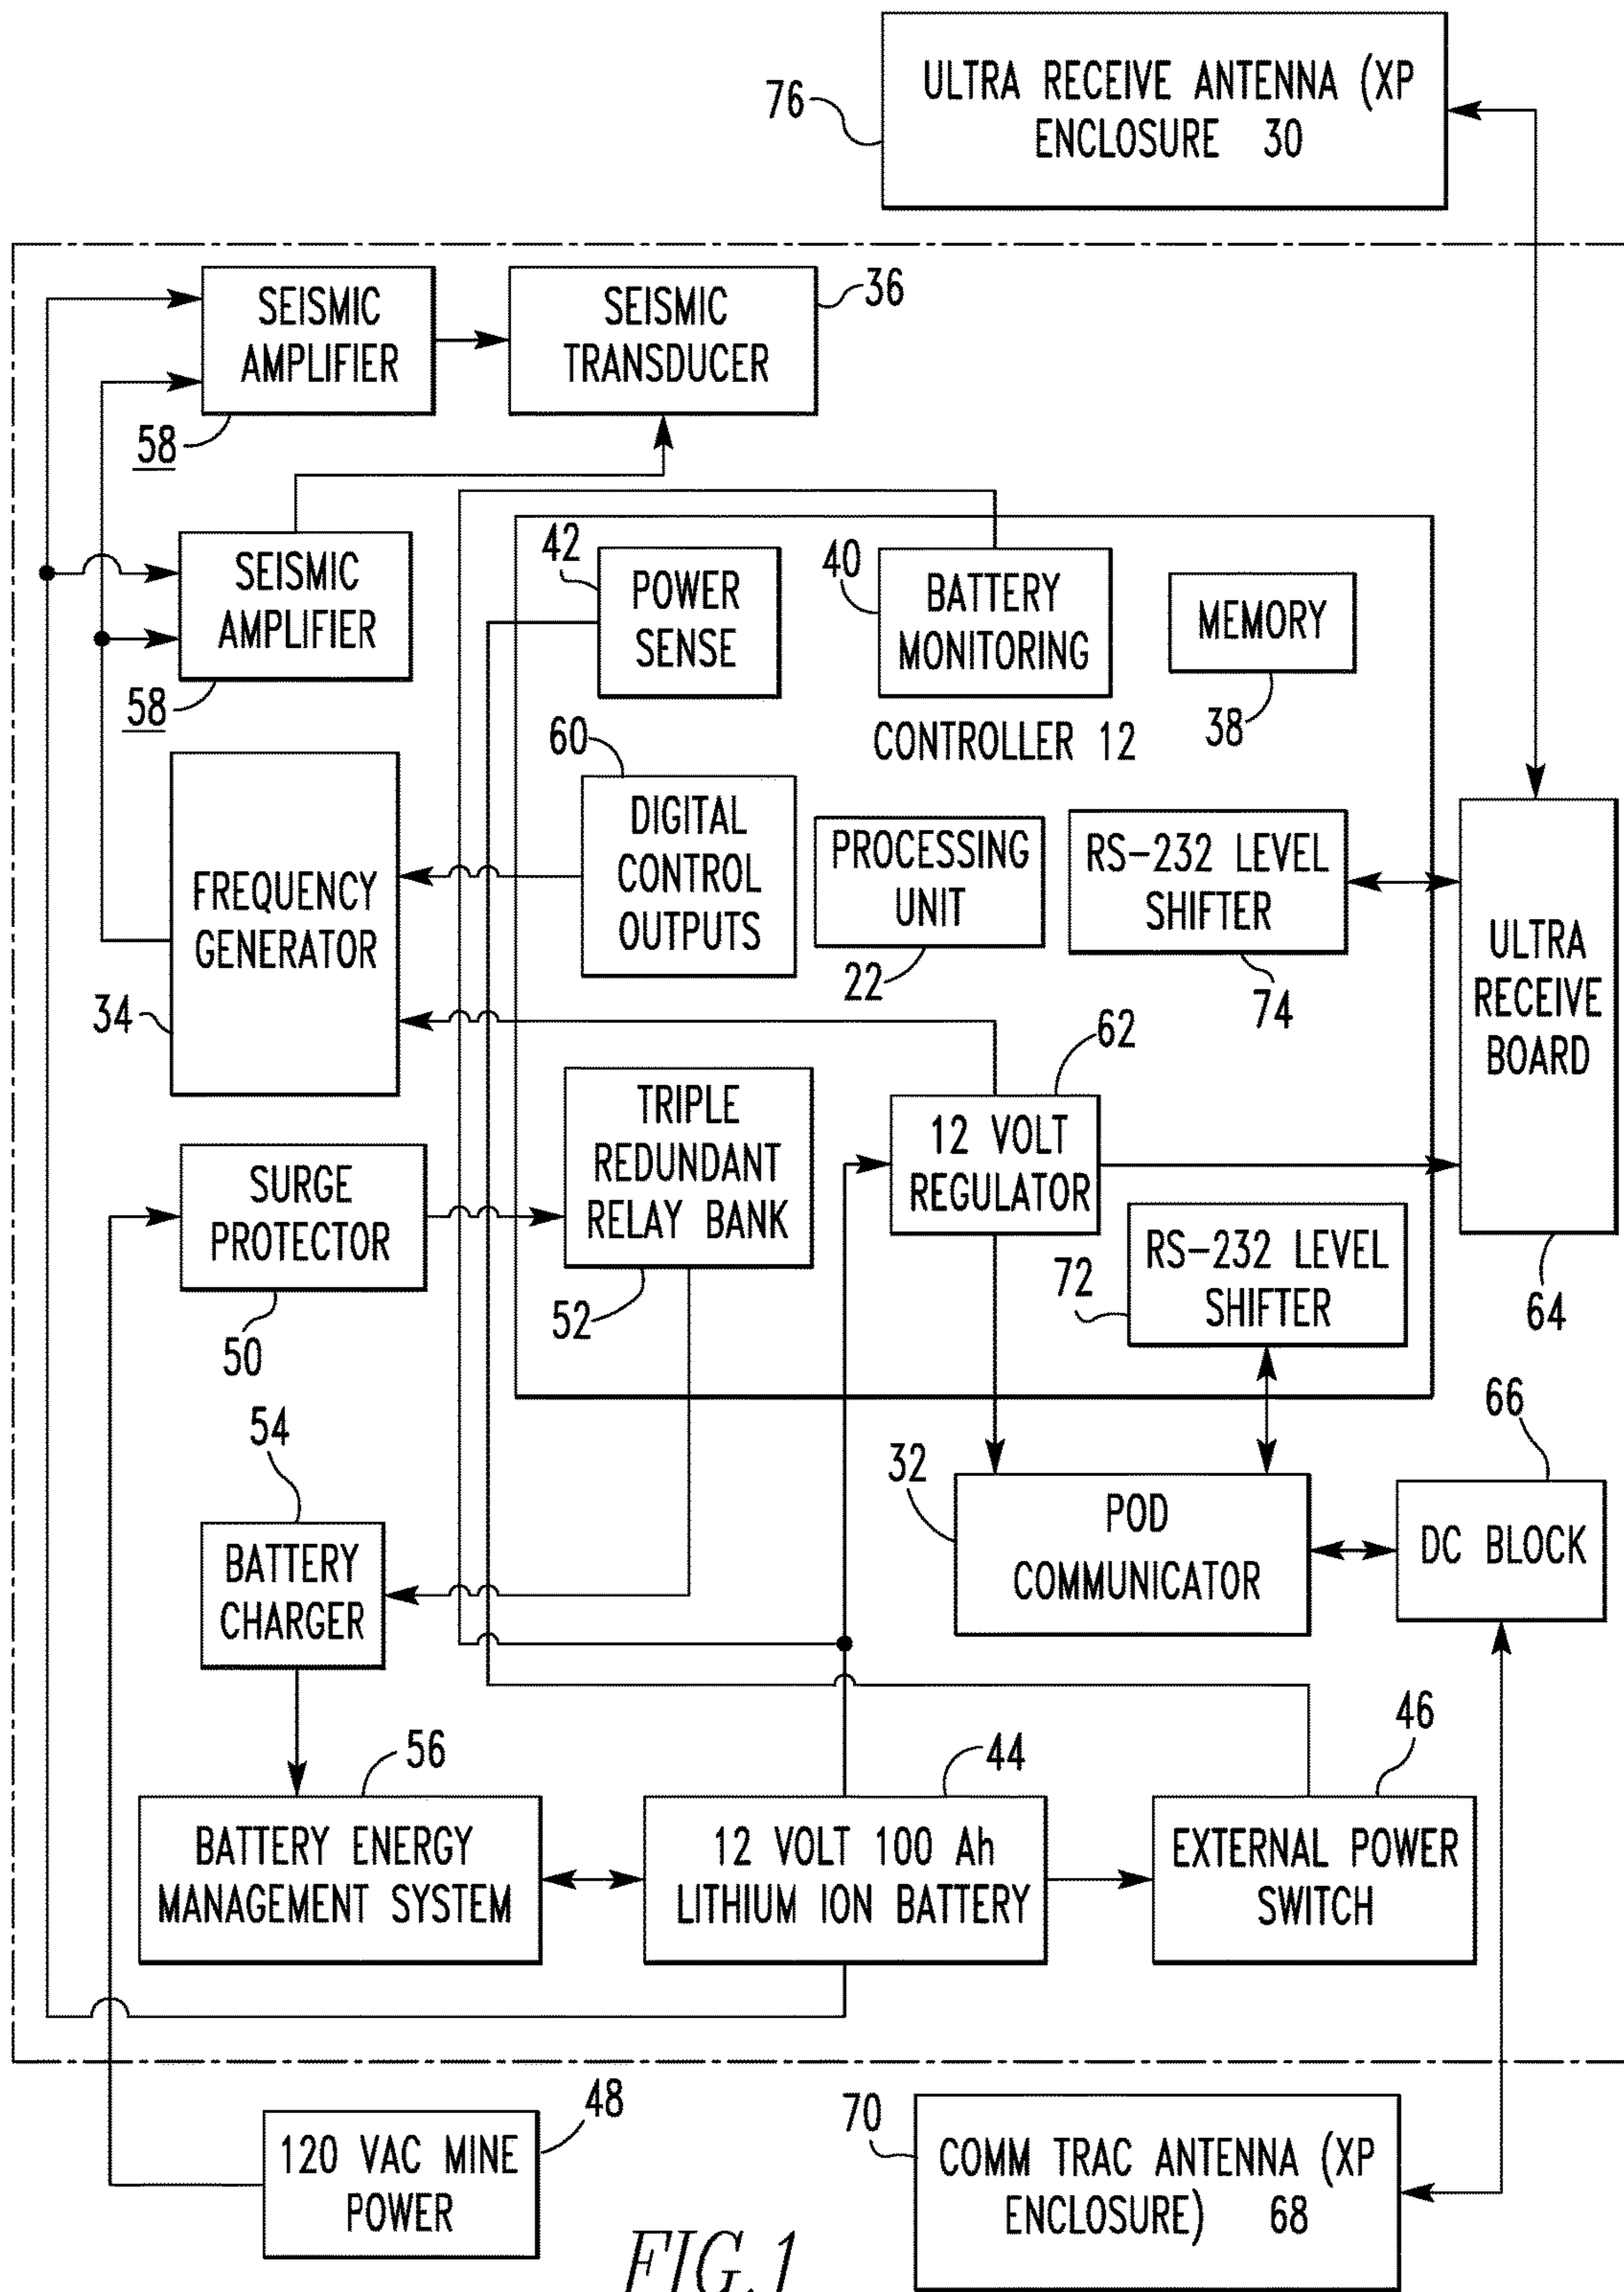 ULTRA RECEIVE ANTENNA (XP
ENCLOSURE 30
76
SEISMIC
AMPLIFIER
58
SEISMIC
TRANSDUCER
36
SEISMIC
AMPLIFIER
58
42
POWER
SENSE
40
BATTERY
MONITORING
MEMORY
38
CONTROLLER 12
60
DIGITAL
CONTROL
OUTPUTS
PROCESSING
UNIT
22
RS-232 LEVEL
SHIFTER
74
FREQUENCY
GENERATOR
34
ULTRA
RECEIVE
BOARD
64
62
12 VOLT
REGULATOR
TRIPLE
REDUNDANT
RELAY BANK
52
SURGE
PROTECTOR
50
72
RS-232 LEVEL
SHIFTER
54
BATTERY
CHARGER
32
POD
COMMUNICATOR
66
DC BLOCK
56
BATTERY ENERGY
MANAGEMENT SYSTEM
44
12 VOLT 100 Ah
LITHIUM ION BATTERY
46
EXTERNAL POWER
SWITCH
48
120 VAC MINE
POWER
70
COMM TRAC ANTENNA (XP
ENCLOSURE) 68
FIG.1